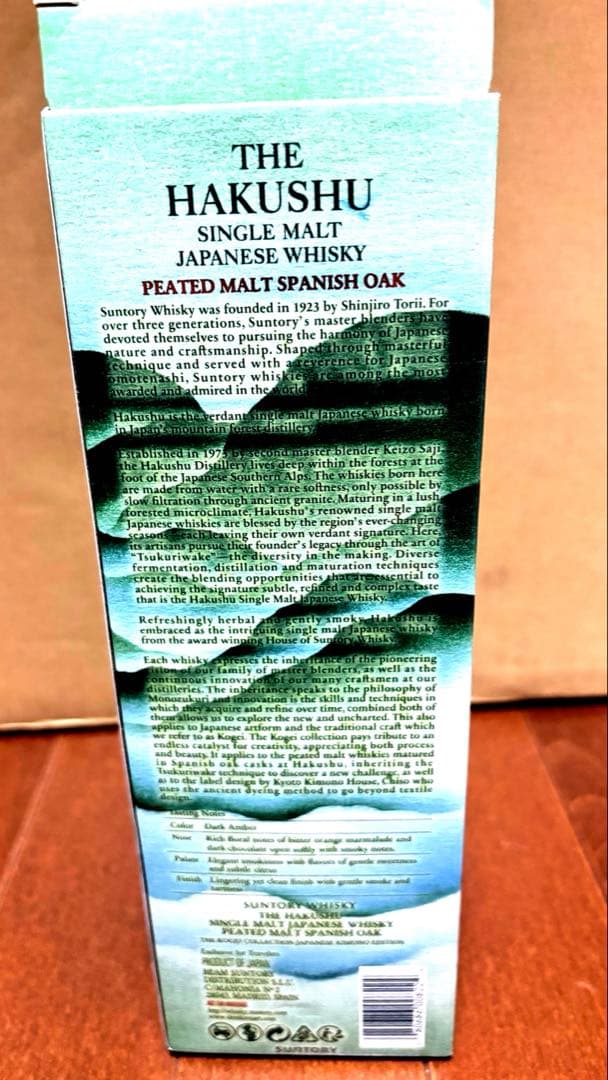 THE
HAKUSHU
SINGLE MALT
JAPANESE WHISKY
PEATED MALT SPANISH OAK
Suntory Whisky was founded in 1923 by Shinjiro Torii. For
over three generations, Suntory's master blenders have
devoted themselves to pursuing the harmony of Japanese
nature and craftsmanship. Shaped through masterful
technique and served with a reverence for Japanese
omotenashi, Suntory whiskies are among the most
awarded and admired in the world.
Hakushu is the verdant single malt Japanese whisky born
in Japan's mountain forest distillery.
Established in 1973 by second master blender Keizo Saji,
the Hakushu Distillery lives deep within the forests at the
foot of the Japanese Southern Alps. The whiskies born here
are made from water with a rare softness, only possible by
slow filtration through ancient granite. Maturing in a lush
forested microclimate, Hakushu's renowned single malt
Japanese whiskies are blessed by the region's ever-changing
seasons—each leaving their own verdant signature. Here,
its artisans pursue their founder's legacy through the art of
"Tsukuriwake"—the diversity in the making. Diverse
fermentation, distillation and maturation techniques
create the blending opportunities that are essential to
achieving the signature subtle, refined and complex taste
that is the Hakushu Single Malt Japanese Whisky.
Refreshingly herbal and gently smoky, Hakushu is
embraced as the intriguing single malt Japanese whisky
from the award winning House of Suntory Whisky.
Each whisky expresses the inheritance of the pioneering
vision of our family of master blenders, as well as the
continuous innovation of our many craftsmen at our
distilleries. The inheritance speaks to the philosophy of
Monozukuri and innovation is the skills and techniques in
which they acquire and refine over time, combined both of
them allows us to explore the new and uncharted. This also
applies to Japanese artform and the traditional craft which
we refer to as Kogei. The Kogei collection pays tribute to an
endless catalyst for creativity, appreciating both process
and beauty. It applies to the peated malt whiskies matured
in Spanish oak casks at Hakushu, inheriting the
Tsukuriwake technique to discover a new challenge, as well
as to the label design by Kyoto Kimono House, Chiso who
uses the ancient dyeing method to go beyond textile
design.
Tasting Notes
Color Dark Amber
Nose Rich floral notes of bitter orange marmalade and
dark chocolate upon softly with smoky notes.
Palate Elegant smokiness with flavors of gentle sweetness
and subtle citrus
Finish Lingering yet clean finish with gentle smoke and
tartness
SUNTORY WHISKY
THE HAKUSHU
SINGLE MALT JAPANESE WHISKY
PEATED MALT SPANISH OAK
THE KOGEI COLLECTION JAPANESE KIMONO EDITION
Exclusive for Travelers
PRODUCT OF JAPAN
BEAM SUNTORY
DISTRIBUTION S.L.U.
C/ MAHONIA Nº 2
28043, MADRID, SPAIN
SUNTORY